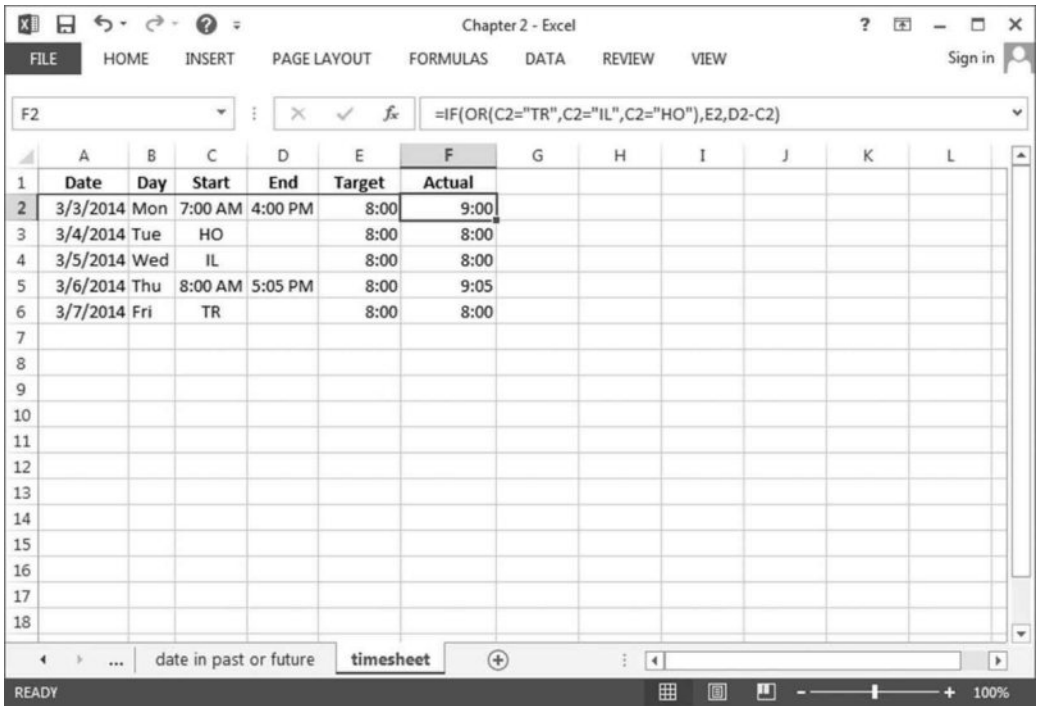 Chapter 2 - Excel
FILE HOME INSERT PAGE LAYOUT FORMULAS DATA REVIEW VIEW Sign in
F2 fx =IF(OR(C2="TR",C2="IL",C2="HO"),E2,D2-C2)
A B C D E F G H I J K L
1 Date Day Start End Target Actual
2 3/3/2014 Mon 7:00 AM 4:00 PM 8:00 9:00
3 3/4/2014 Tue HO 8:00 8:00
4 3/5/2014 Wed IL 8:00 8:00
5 3/6/2014 Thu 8:00 AM 5:05 PM 8:00 9:05
6 3/7/2014 Fri TR 8:00 8:00
7
8
9
10
11
12
13
14
15
16
17
18
... date in past or future timesheet
READY 100%